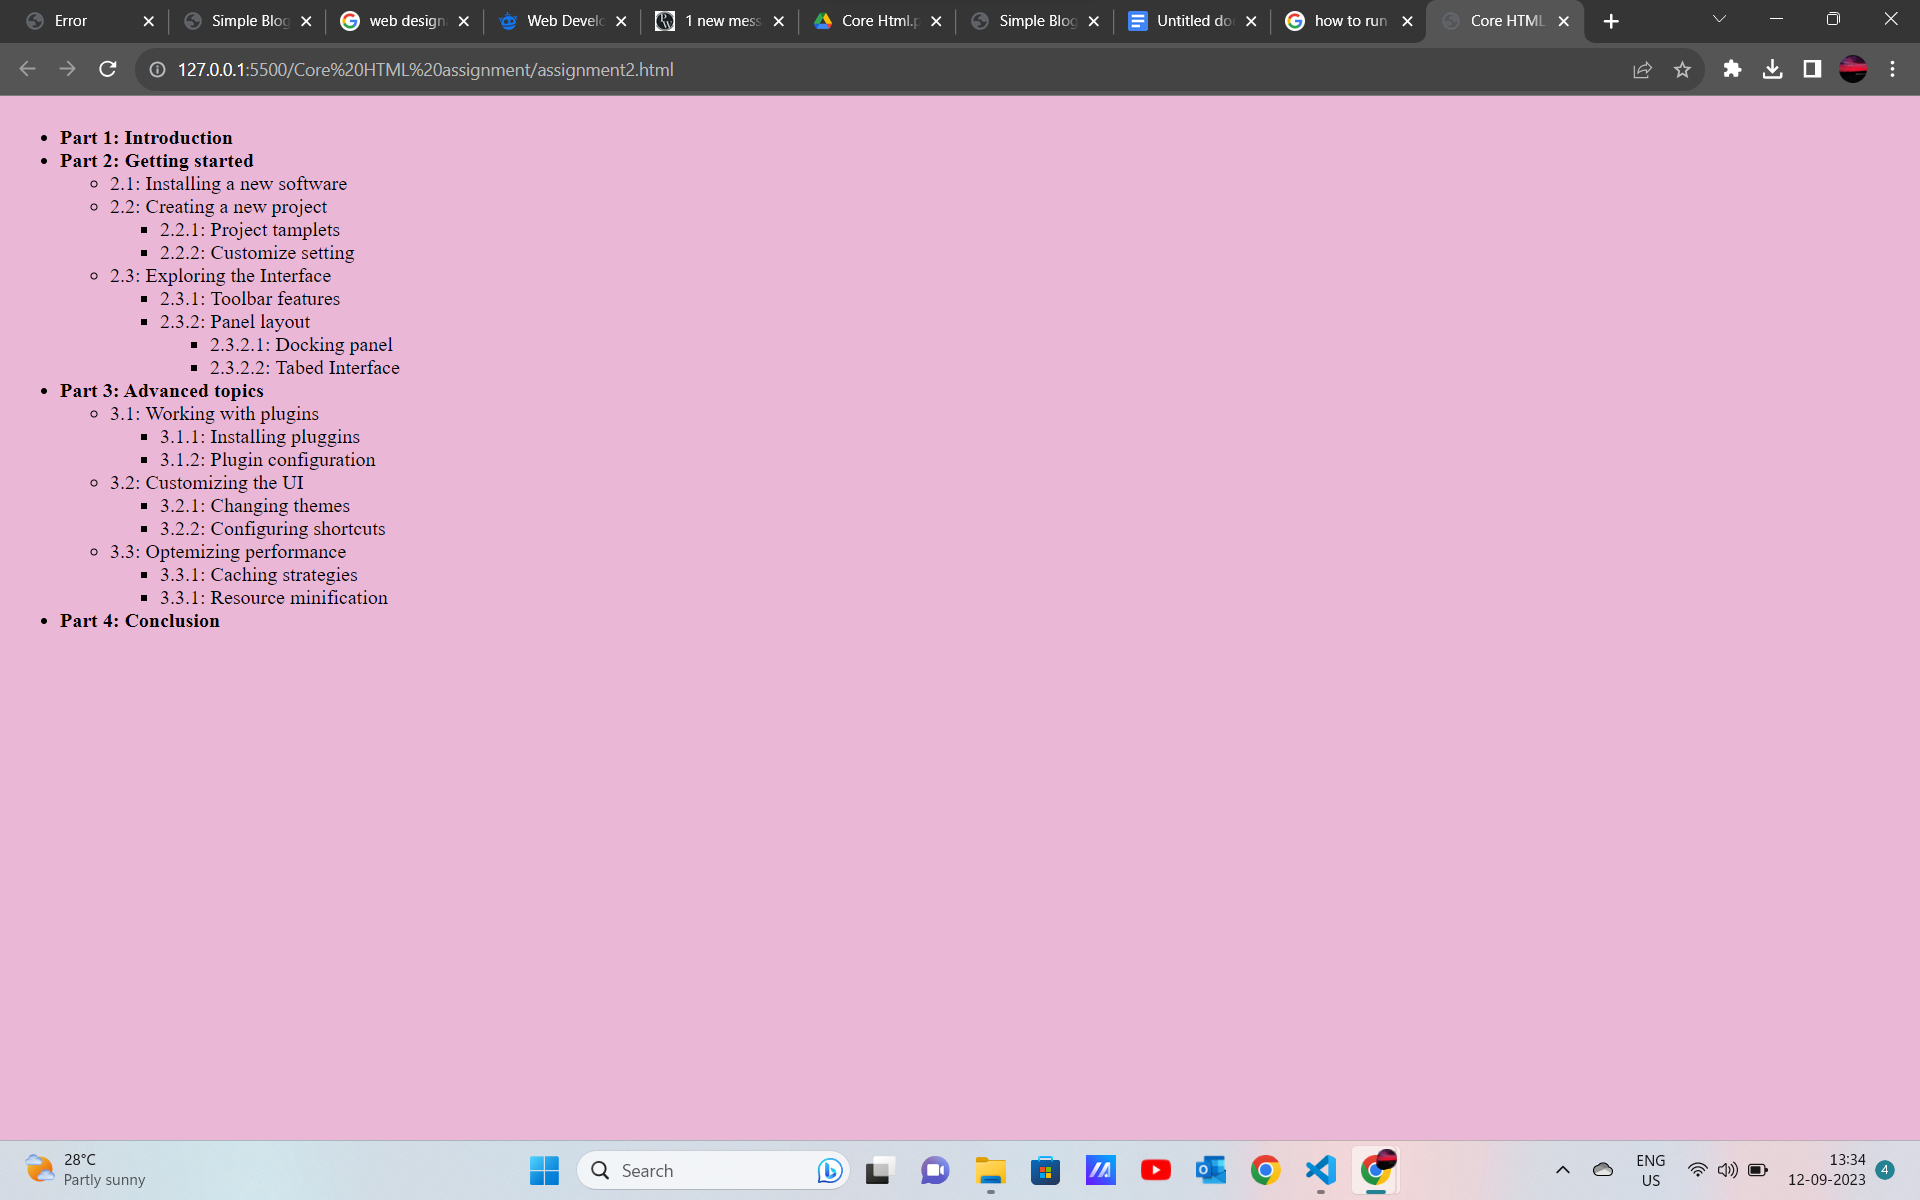 Error
Simple Blog
web design
Web Develo
1 new mess
Core Html.p
Simple Blog
Untitled do
how to run
Core HTML
127.0.0.1:5500/Core%20HTML%20assignment/assignment2.html
Part 1: Introduction
Part 2: Getting started
2.1: Installing a new software
2.2: Creating a new project
2.2.1: Project tamplets
2.2.2: Customize setting
2.3: Exploring the Interface
2.3.1: Toolbar features
2.3.2: Panel layout
2.3.2.1: Docking panel
2.3.2.2: Tabed Interface
Part 3: Advanced topics
3.1: Working with plugins
3.1.1: Installing pluggins
3.1.2: Plugin configuration
3.2: Customizing the UI
3.2.1: Changing themes
3.2.2: Configuring shortcuts
3.3: Optemizing performance
3.3.1: Caching strategies
3.3.1: Resource minification
Part 4: Conclusion
28°C
Partly sunny
Search
ENG
US
13:34
12-09-2023
4